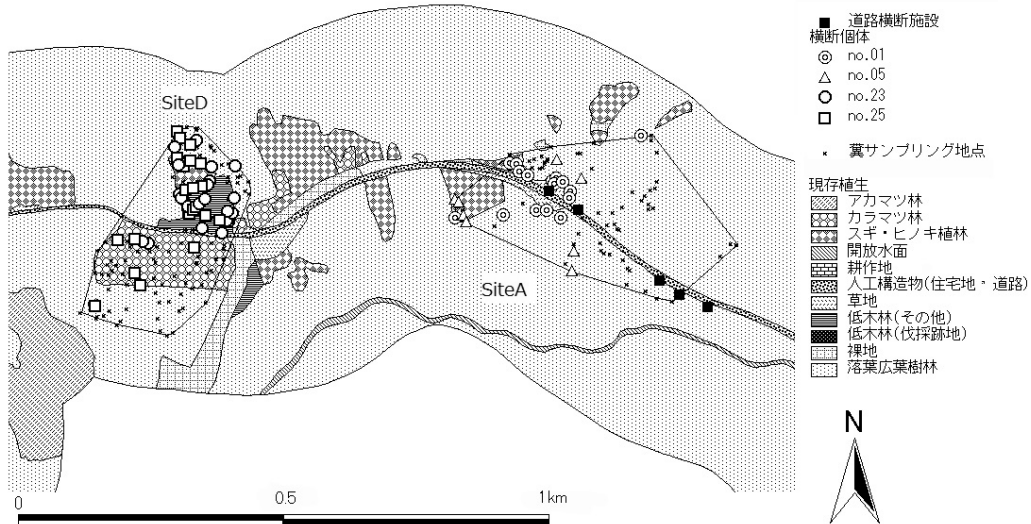 道路横断施設
横断個体
no.01
no.05
no.23
no.25
糞サンプリング地点
現存植生
アカマツ林
カラマツ林
スギ・ヒノキ植林
開放水面
耕作地
人工構造物(住宅地・道路)
草地
低木林(その他)
低木林(伐採跡地)
裸地
落葉広葉樹林
SiteD
SiteA
N
0
0.5
1km